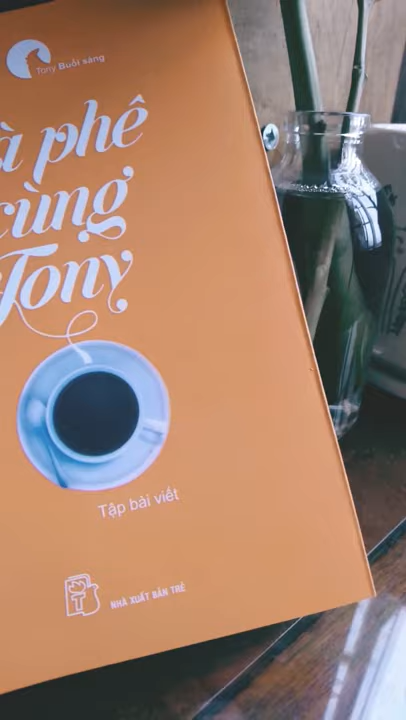 Tony Buổi sáng
à phê
cùng
Tony
Tập bài viết
NHÀ XUẤT BẢN TRẺ